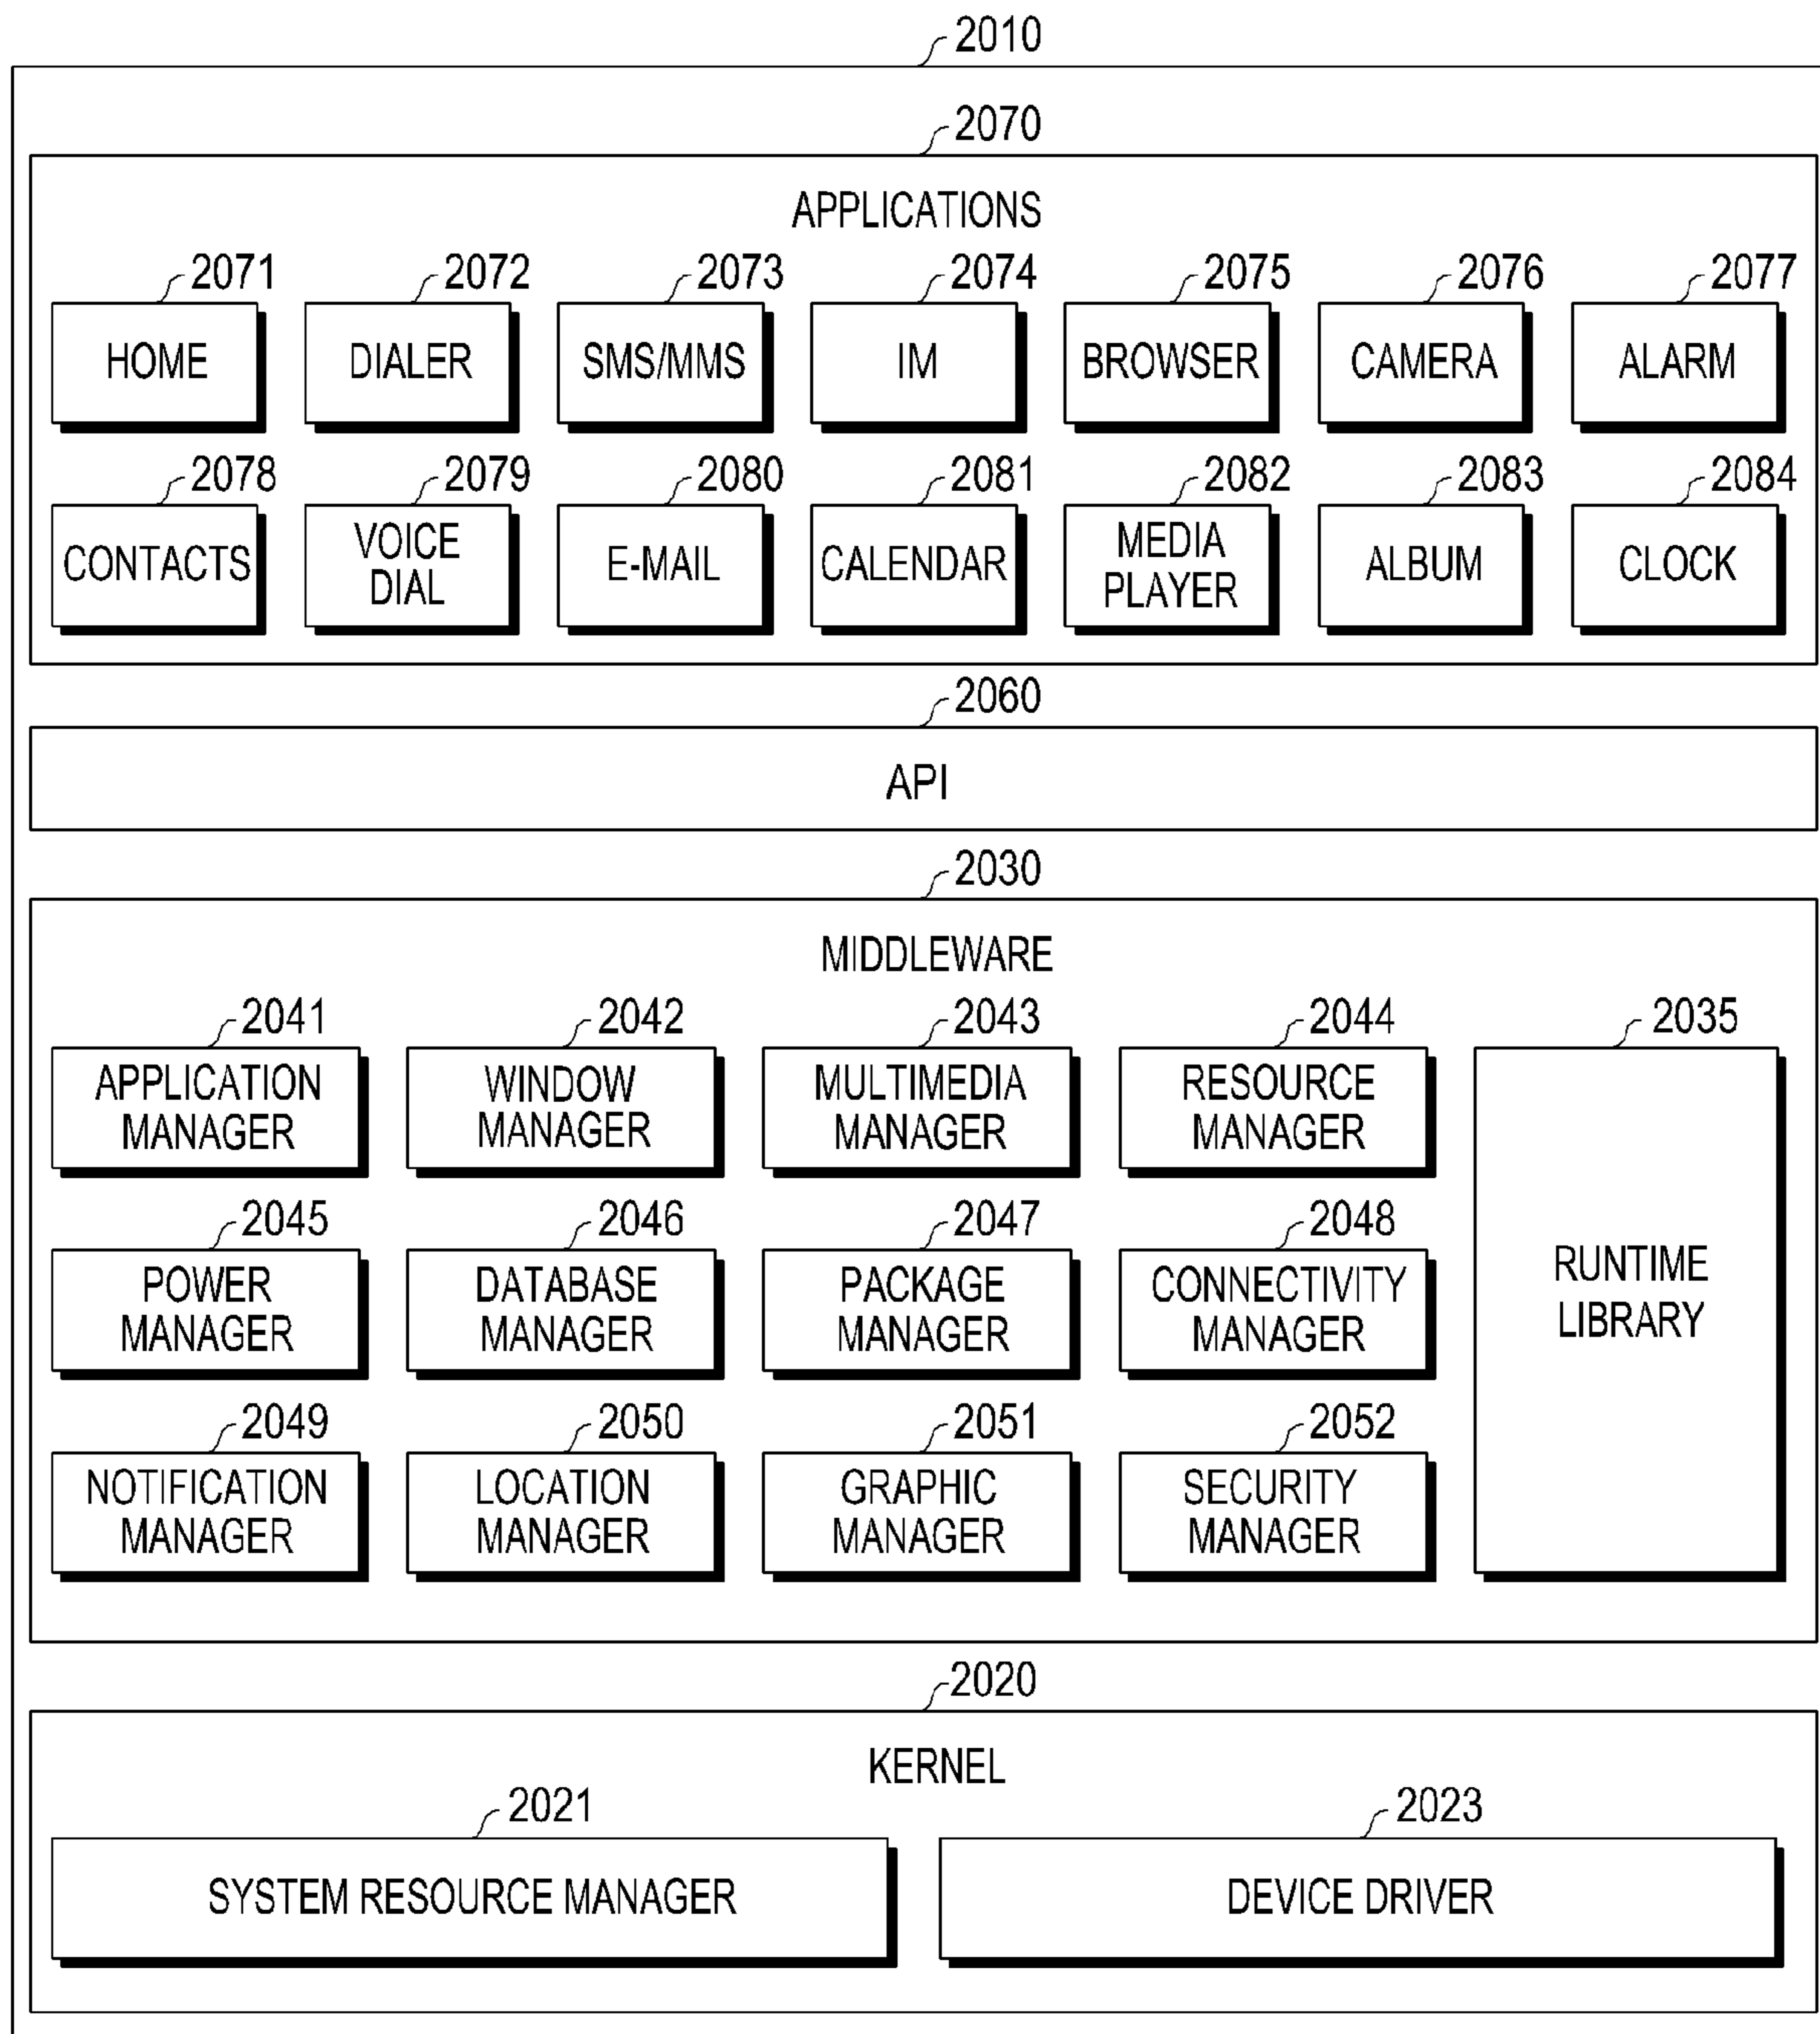 2010
2070
APPLICATIONS
2071 2072 2073 2074 2075 2076 2077
HOME DIALER SMS/MMS IM BROWSER CAMERA ALARM
2078 2079 2080 2081 2082 2083 2084
CONTACTS VOICE DIAL E-MAIL CALENDAR MEDIA PLAYER ALBUM CLOCK
2060
API
2030
MIDDLEWARE
2041 2042 2043 2044 2035
APPLICATION MANAGER WINDOW MANAGER MULTIMEDIA MANAGER RESOURCE MANAGER
2045 2046 2047 2048
POWER MANAGER DATABASE MANAGER PACKAGE MANAGER CONNECTIVITY MANAGER RUNTIME LIBRARY
2049 2050 2051 2052
NOTIFICATION MANAGER LOCATION MANAGER GRAPHIC MANAGER SECURITY MANAGER
2020
KERNEL
2021 2023
SYSTEM RESOURCE MANAGER DEVICE DRIVER